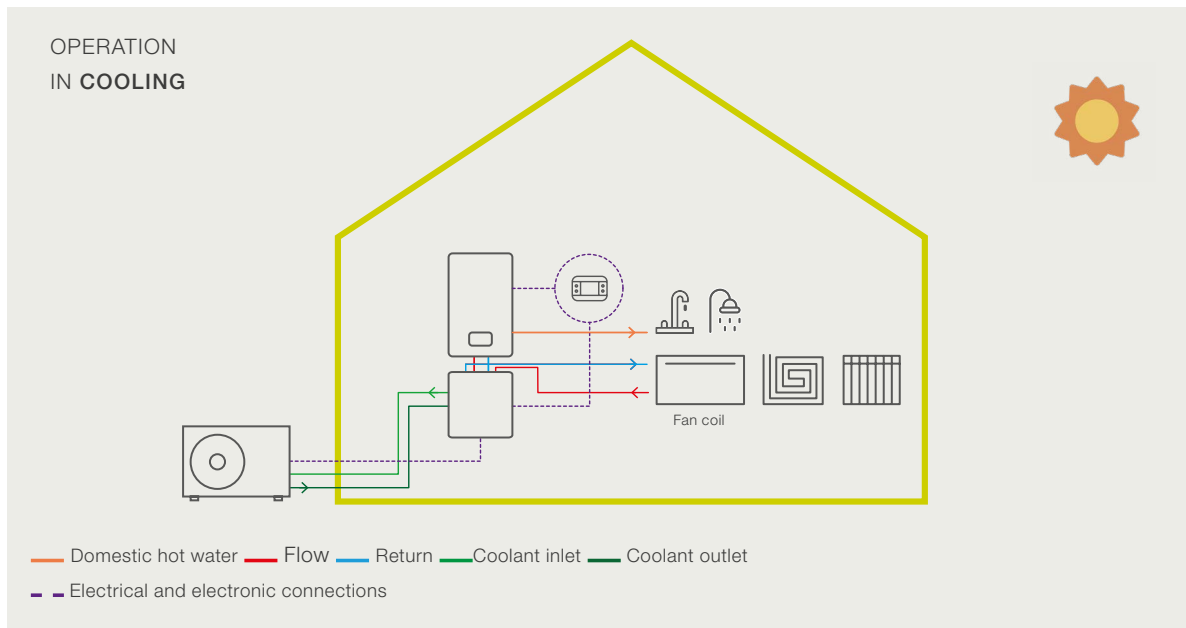 OPERATION
IN COOLING
Fan coil
Domestic hot water Flow Return Coolant inlet Coolant outlet
Electrical and electronic connections